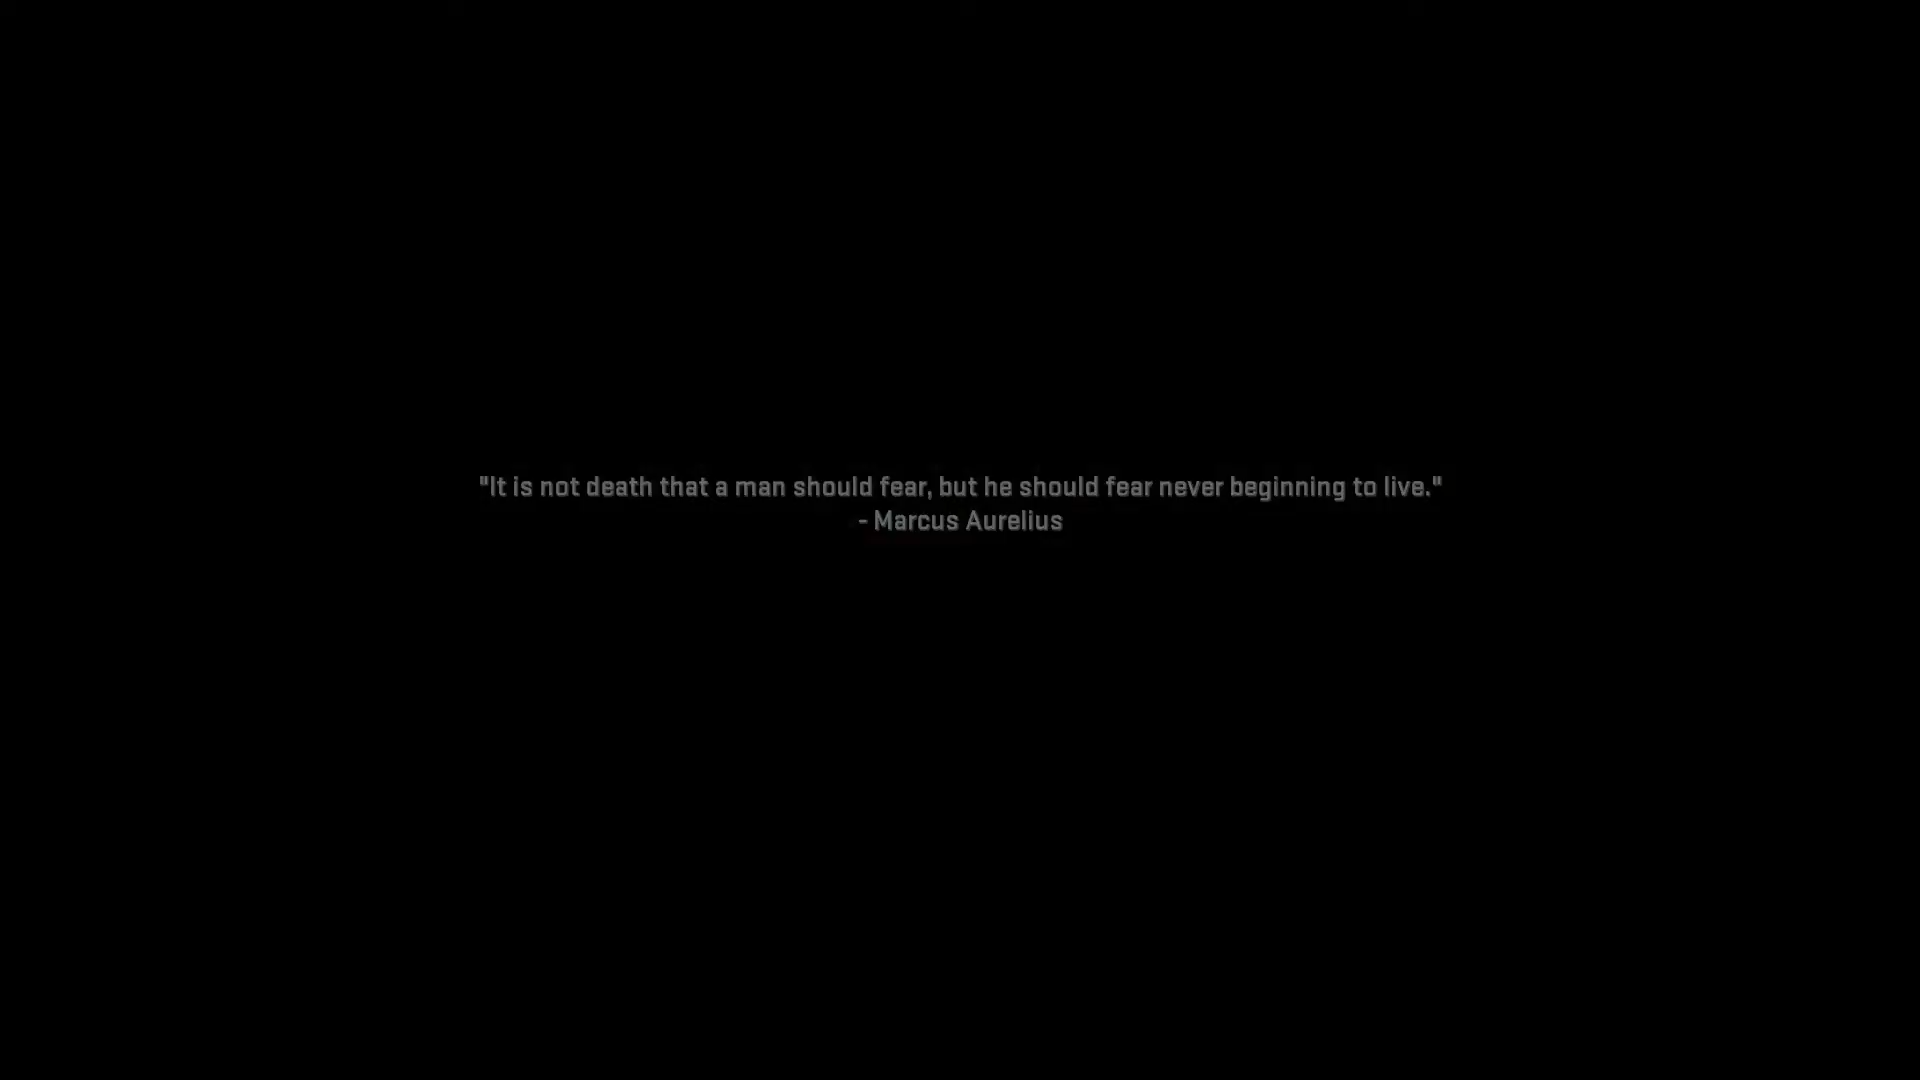 "It is not death that a man should fear, but he should fear never beginning to live."
- Marcus Aurelius